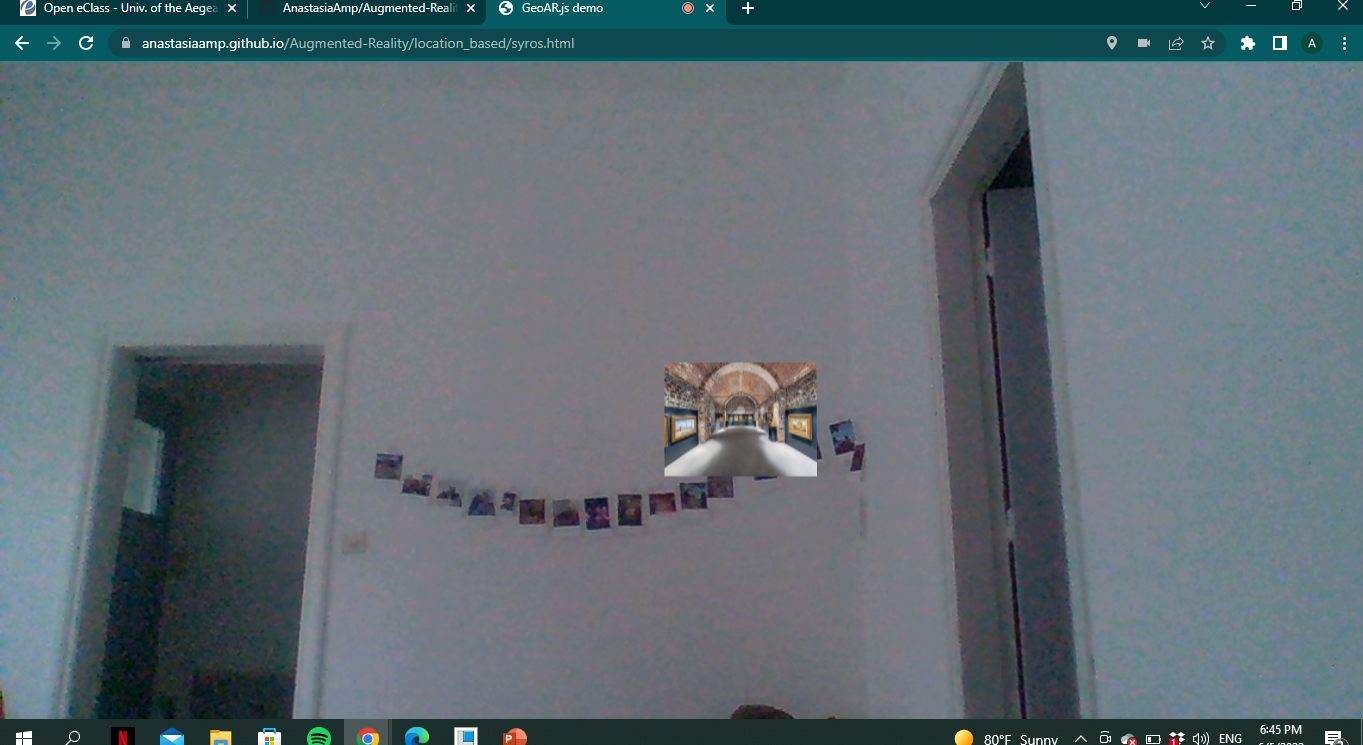 Open eClass - Univ. of the Aegea
AnastasiaAmp/Augmented-Reali
GeoAR.js demo
anastasiaamp.github.io/Augmented-Reality/location_based/syros.html
A
80°F Sunny
ENG
6:45 PM